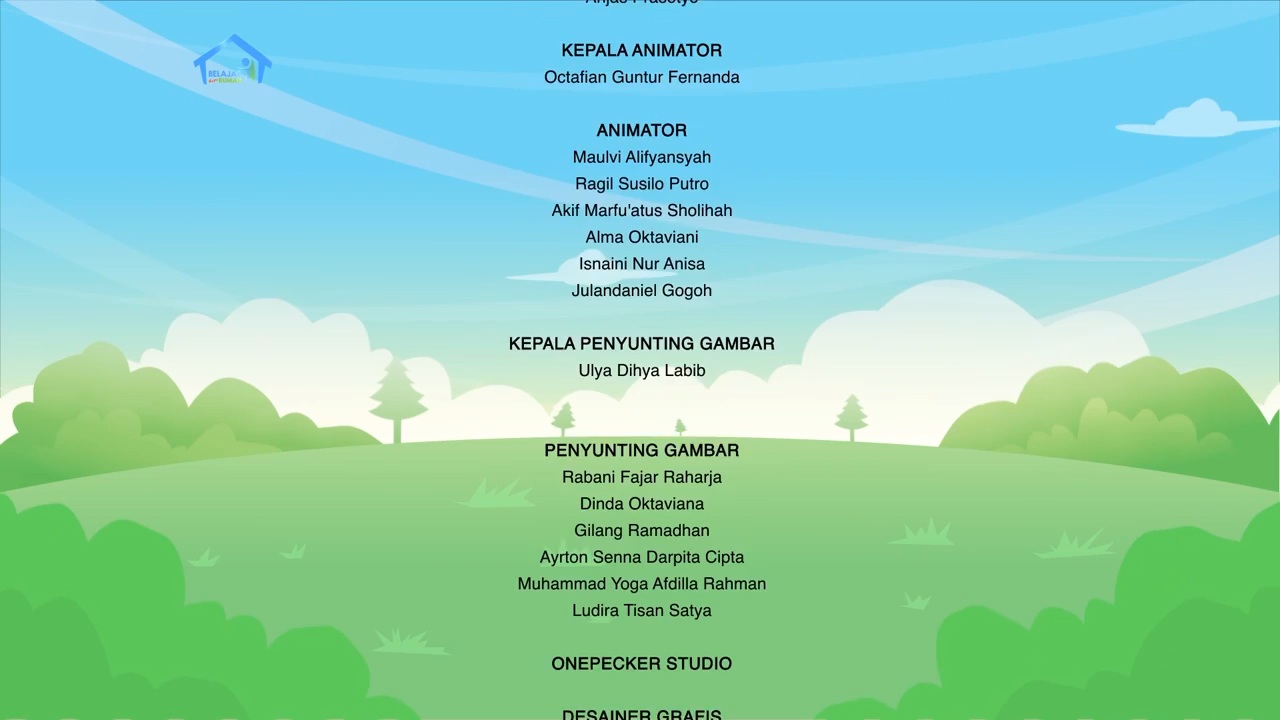 KEPALA ANIMATOR
Octafian Guntur Fernanda
ANIMATOR
Maulvi Alifyansyah
Ragil Susilo Putro
Akif Marfu'atus Sholihah
Alma Oktaviani
Isnaini Nur Anisa
Julandaniel Gogoh
KEPALA PENYUNTING GAMBAR
Ulya Dihya Labib
PENYUNTING GAMBAR
Rabani Fajar Raharja
Dinda Oktaviana
Gilang Ramadhan
Ayrton Senna Darpita Cipta
Muhammad Yoga Afdilla Rahman
Ludira Tisan Satya
ONEPECKER STUDIO
DESAINER GRAFIS